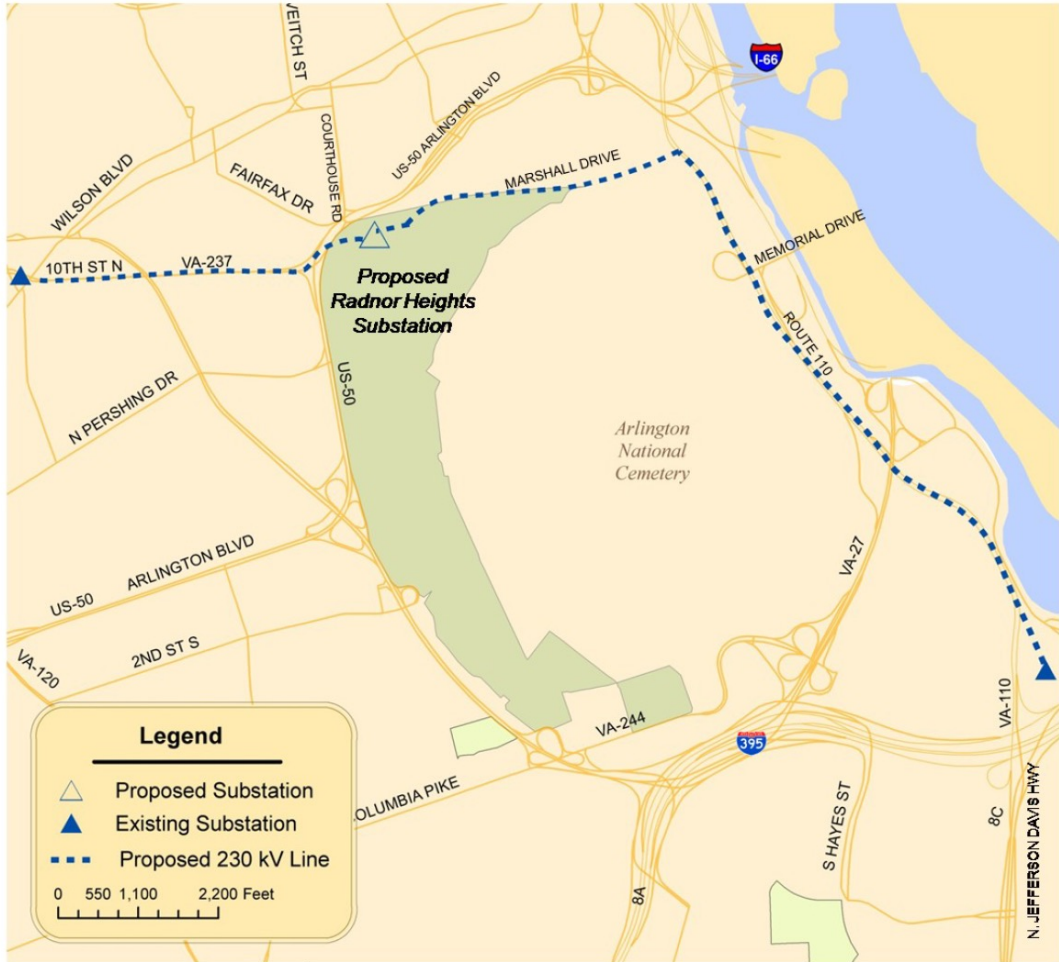 VEITCH ST
I-66
WILSON BLVD
COURTHOUSE RD
US-50 ARLINGTON BLVD
FAIRFAX DR
MARSHALL DRIVE
10TH ST N
VA-237
MEMORIAL DRIVE
Proposed
Radnor Heights
Substation
ROUTE 110
US-50
N PERSHING DR
Arlington
National
Cemetery
VA-27
ARLINGTON BLVD
US-50
2ND ST S
VA-120
VA-110
VA-244
395
OLUMBIA PIKE
S HAYES ST
8C
8A
N. JEFFERSON DAVIS HWY
Legend
Proposed Substation
Existing Substation
Proposed 230 kV Line
0 550 1,100 2,200 Feet